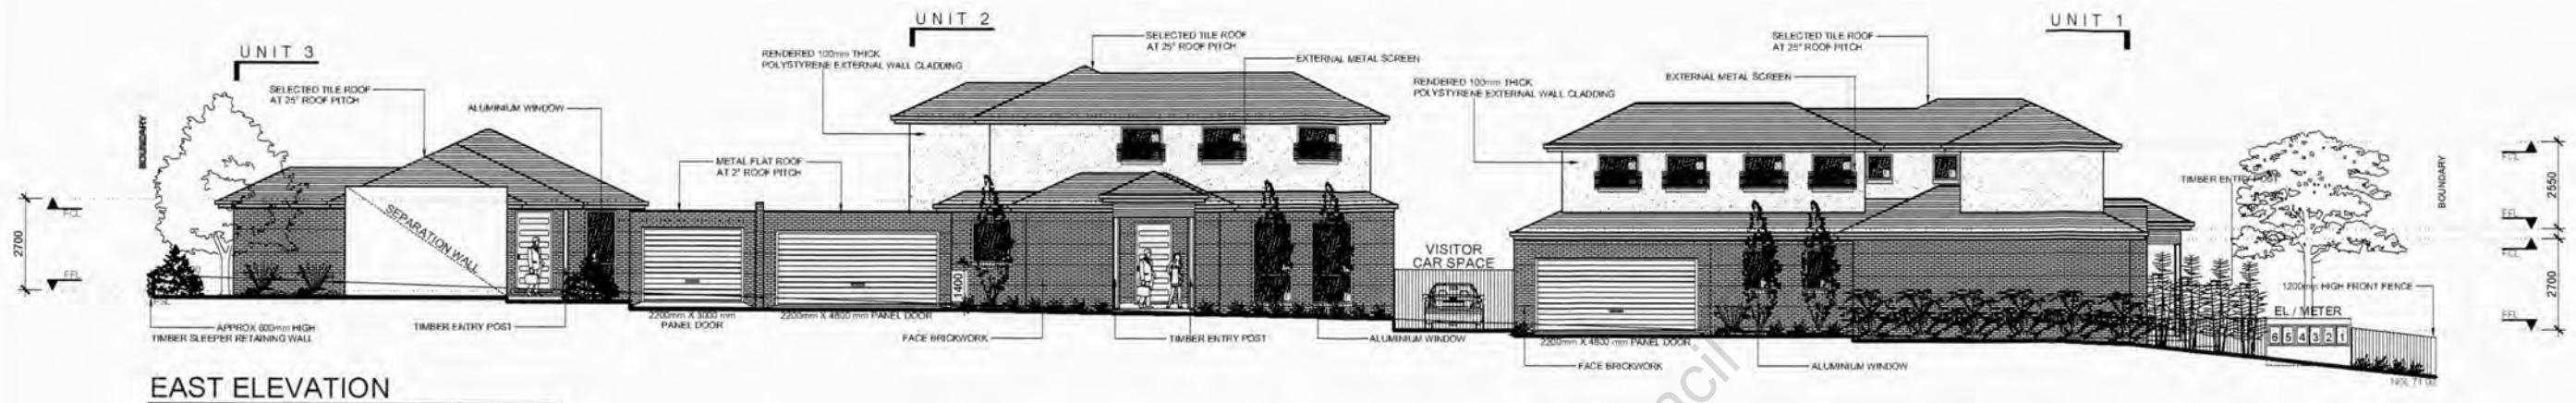 UNIT 3
UNIT 2
UNIT 1
BOUNDARY
SELECTED TILE ROOF
AT 25° ROOF PITCH
ALUMINIUM WINDOW
RENDERED 100mm THICK
POLYSTYRENE EXTERNAL WALL CLADDING
METAL FLAT ROOF
AT 2° ROOF PITCH
SELECTED TILE ROOF
AT 25° ROOF PITCH
EXTERNAL METAL SCREEN
RENDERED 100mm THICK
POLYSTYRENE EXTERNAL WALL CLADDING
EXTERNAL METAL SCREEN
SELECTED TILE ROOF
AT 25° ROOF PITCH
TIMBER ENTRY POST
BOUNDARY
FCL
2700
FFL
SEPARATION WALL
1400
VISITOR
CAR SPACE
FCL
2550
FFL
FCL
2700
FFL
1200mm HIGH FRONT FENCE
EL / METER
6 5 4 3 2 1
APPROX 600mm HIGH
TIMBER SLEEPER RETAINING WALL
TIMBER ENTRY POST
2200mm X 3000 mm
PANEL DOOR
2200mm X 4800 mm PANEL DOOR
FACE BRICKWORK
TIMBER ENTRY POST
ALUMINIUM WINDOW
2200mm X 4800 mm PANEL DOOR
FACE BRICKWORK
ALUMINIUM WINDOW
EAST ELEVATION